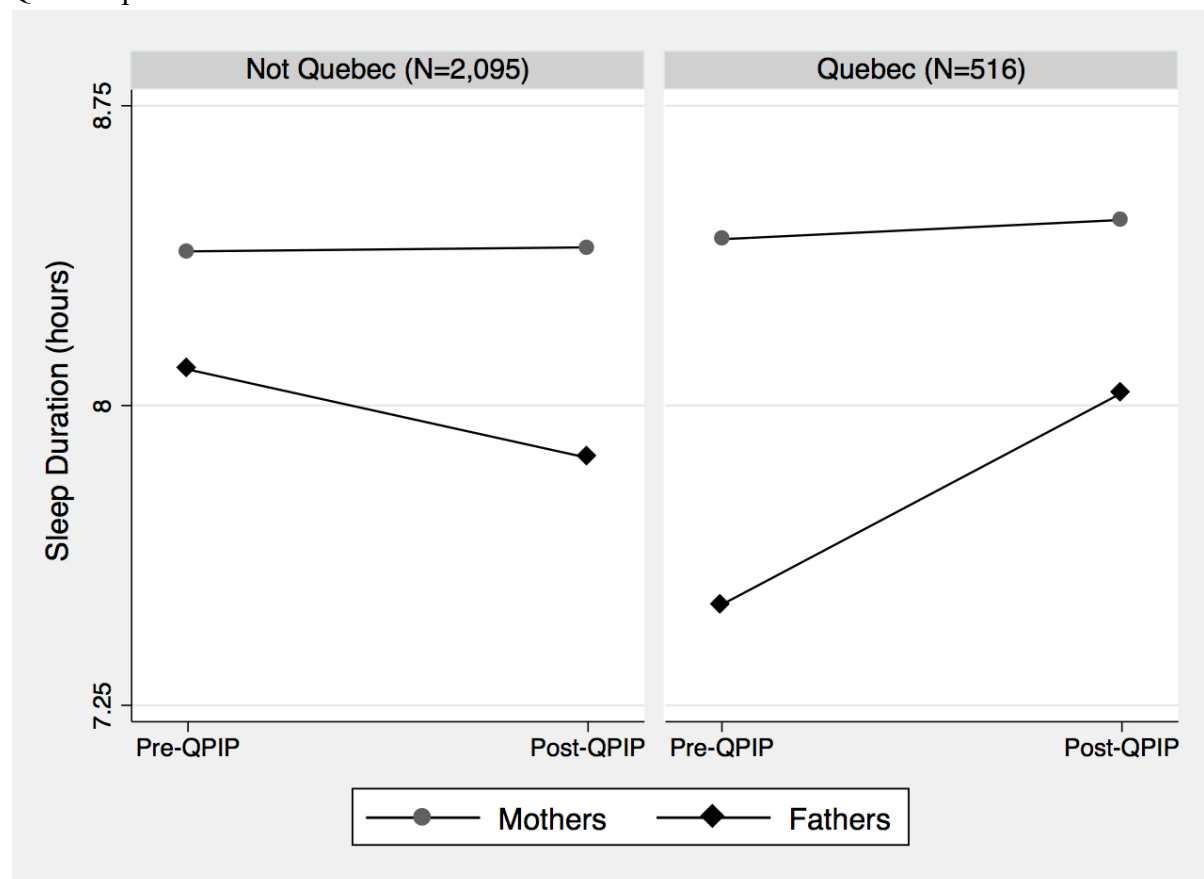 Not Quebec (N=2,095)
Quebec (N=516)
Sleep Duration (hours)
8.75
8
7.25
Pre-QPIP
Post-QPIP
Pre-QPIP
Post-QPIP
Mothers
Fathers